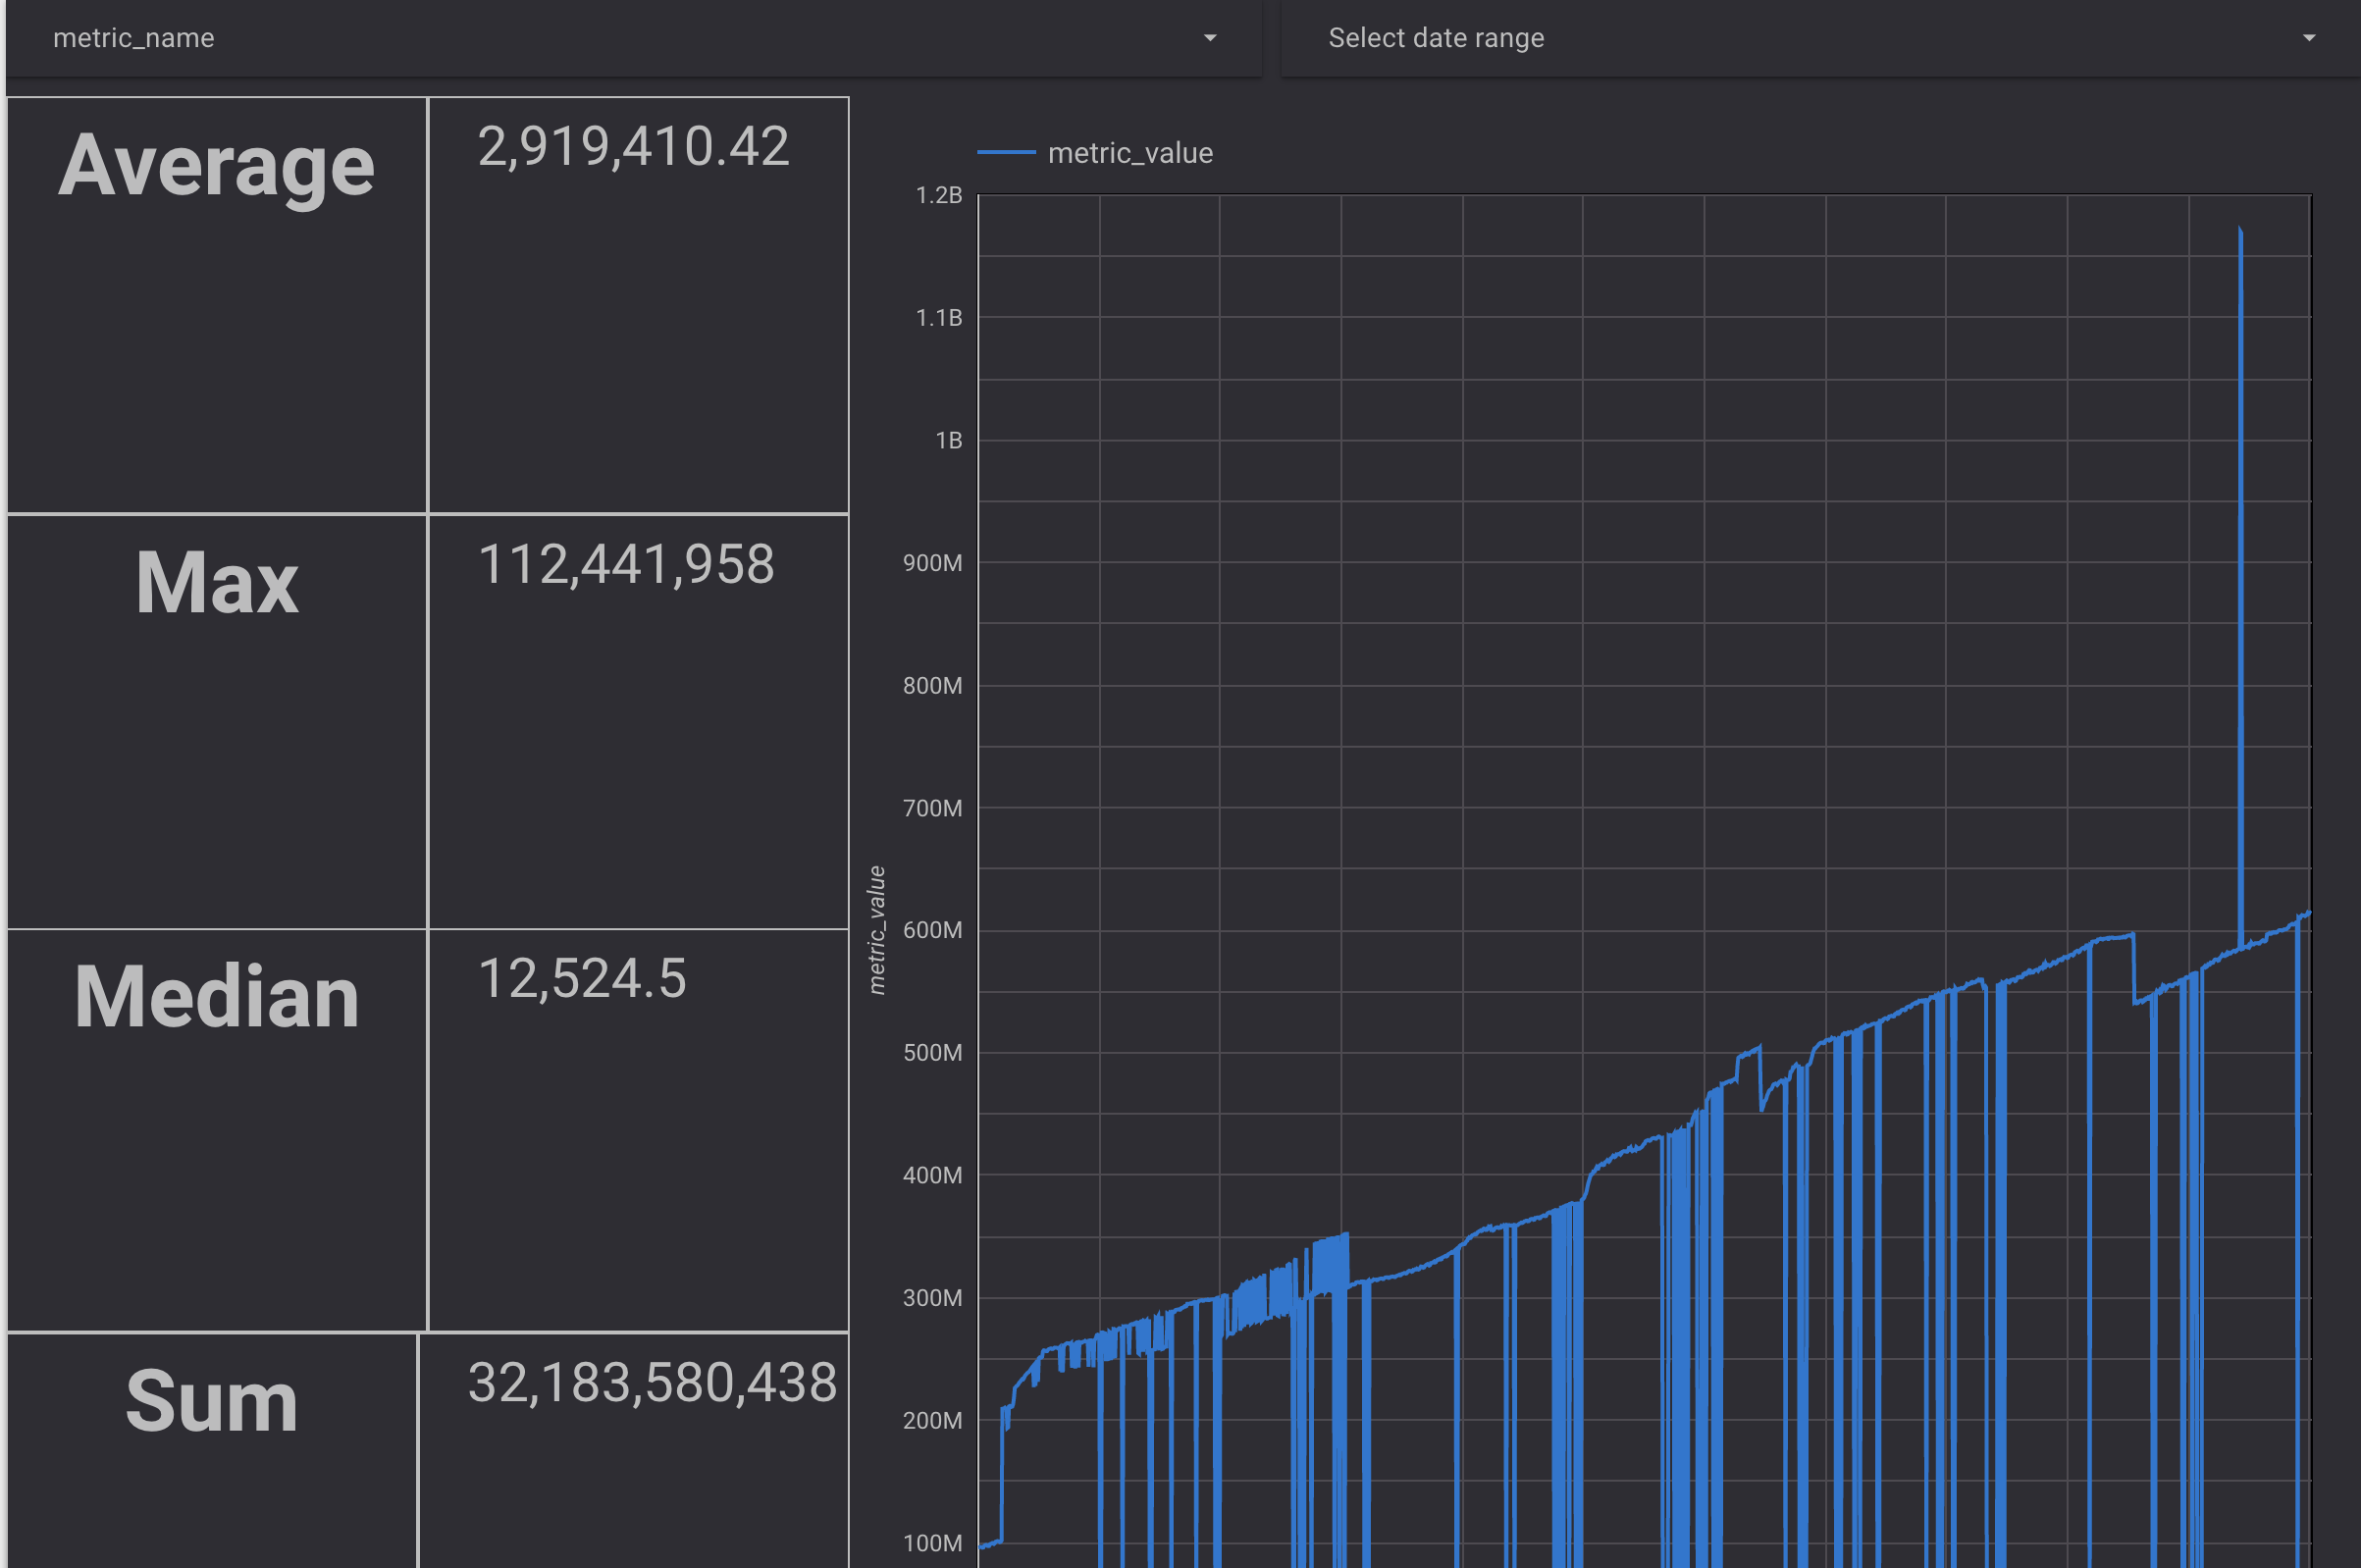 metric_name
Select date range
Average
2,919,410.42
Max
112,441,958
Median
12,524.5
Sum
32,183,580,438
metric_value
1.2B
1.1B
1B
900M
800M
700M
600M
500M
400M
300M
200M
100M
metric_value